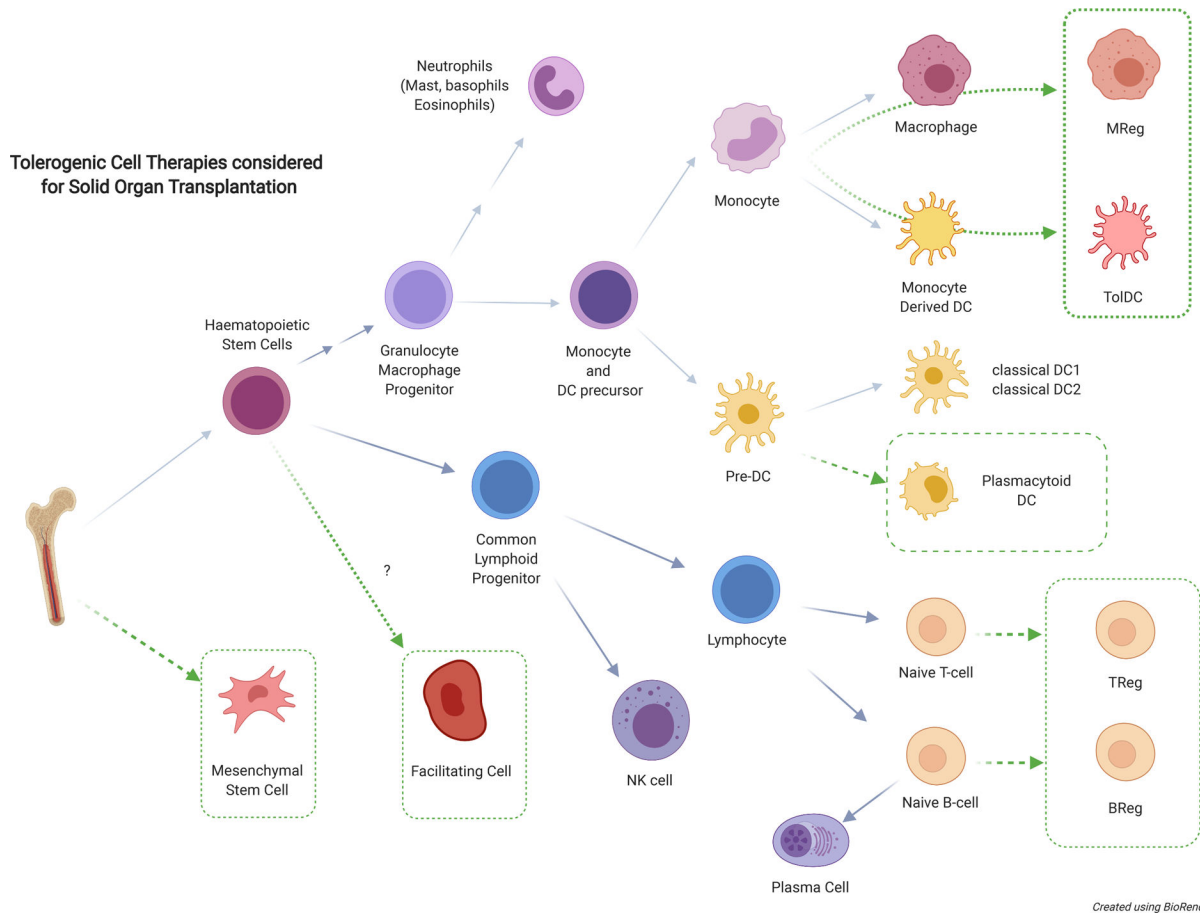 Tolerogenic Cell Therapies considered
for Solid Organ Transplantation
Neutrophils
(Mast, basophils
Eosinophils)
Monocyte
Macrophage
MReg
Monocyte
Derived DC
TolDC
Haematopoietic
Stem Cells
Granulocyte
Macrophage
Progenitor
Monocyte
and
DC precursor
Pre-DC
classical DC1
classical DC2
Plasmacytoid
DC
Common
Lymphoid
Progenitor
?
Lymphocyte
Naive T-cell
TReg
Mesenchymal
Stem Cell
Facilitating Cell
NK cell
Naive B-cell
BReg
Plasma Cell
Created using BioRend